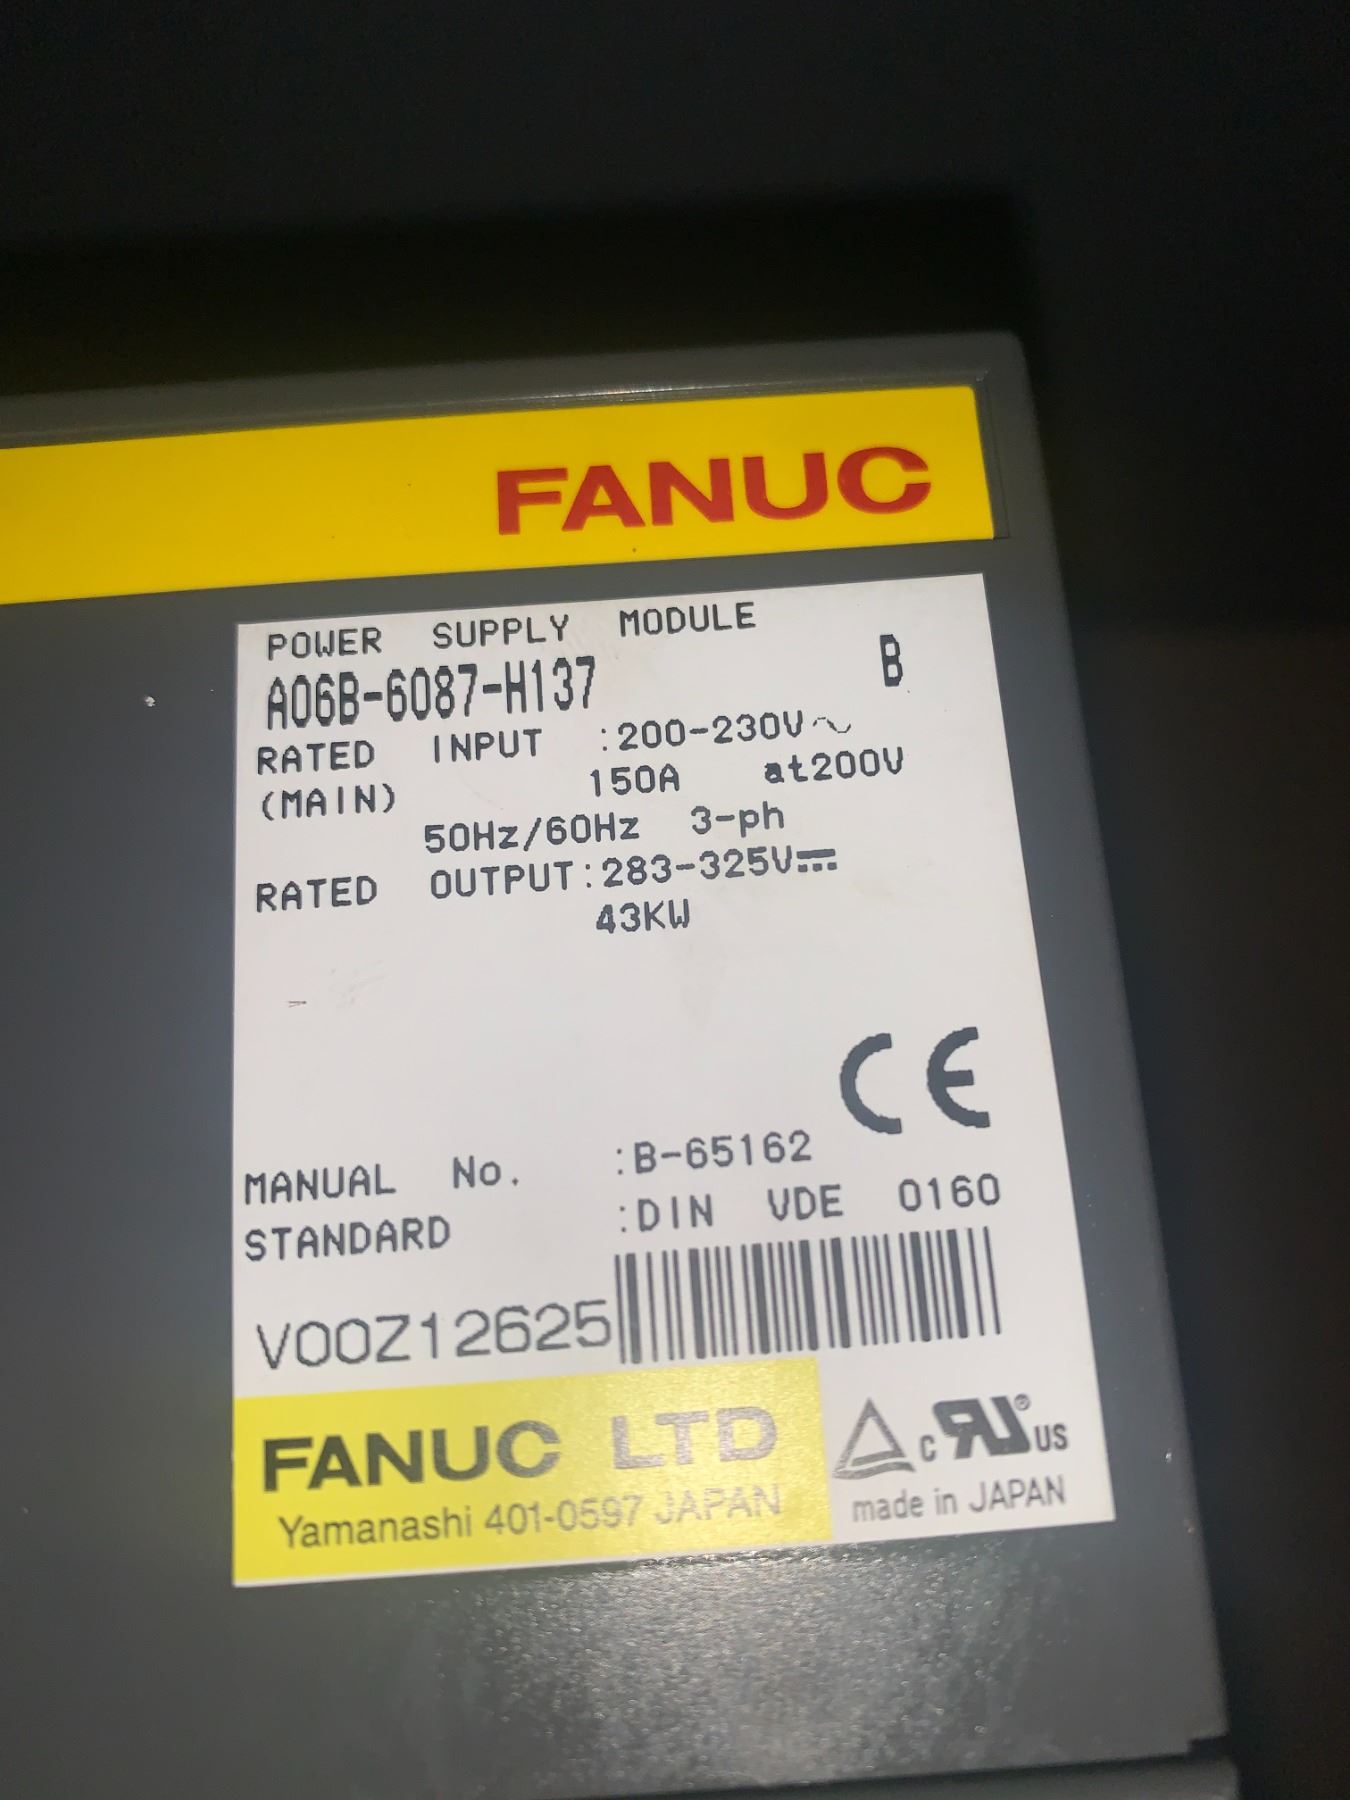 FANUC
POWER SUPPLY MODULE
A06B-6087-H137 B
RATED INPUT :200-230V~
(MAIN) 150A at200V
50Hz/60Hz 3-ph
RATED OUTPUT:283-325V⎓
43KW
CE
MANUAL No. :B-65162
STANDARD :DIN VDE 0160
V00Z12625
FANUC LTD
Yamanashi 401-0597 JAPAN
c RU® US
made in JAPAN